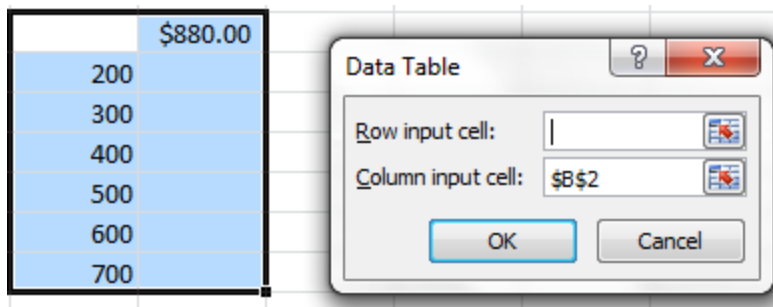 $880.00
200
300
400
500
600
700
Data Table
?
X
Row input cell:
Column input cell: $B$2
OK Cancel